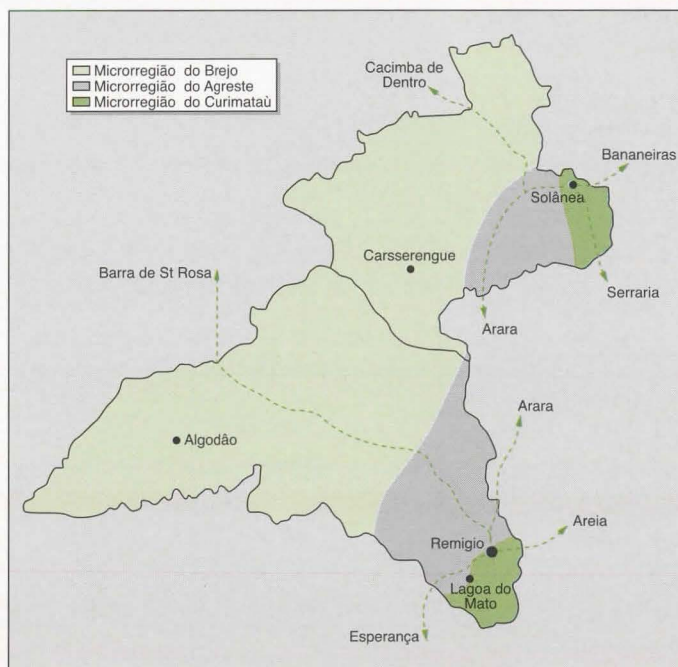 Microrregião do Brejo
Microrregião do Agreste
Microrregião do Curimataù
Cacimba de
Dentro
Bananeiras
Solânea
Carsserengue
Barra de St Rosa
Serraria
Arara
Arara
Algodâo
Areia
Remigio
Lagoa do
Mato
Esperança